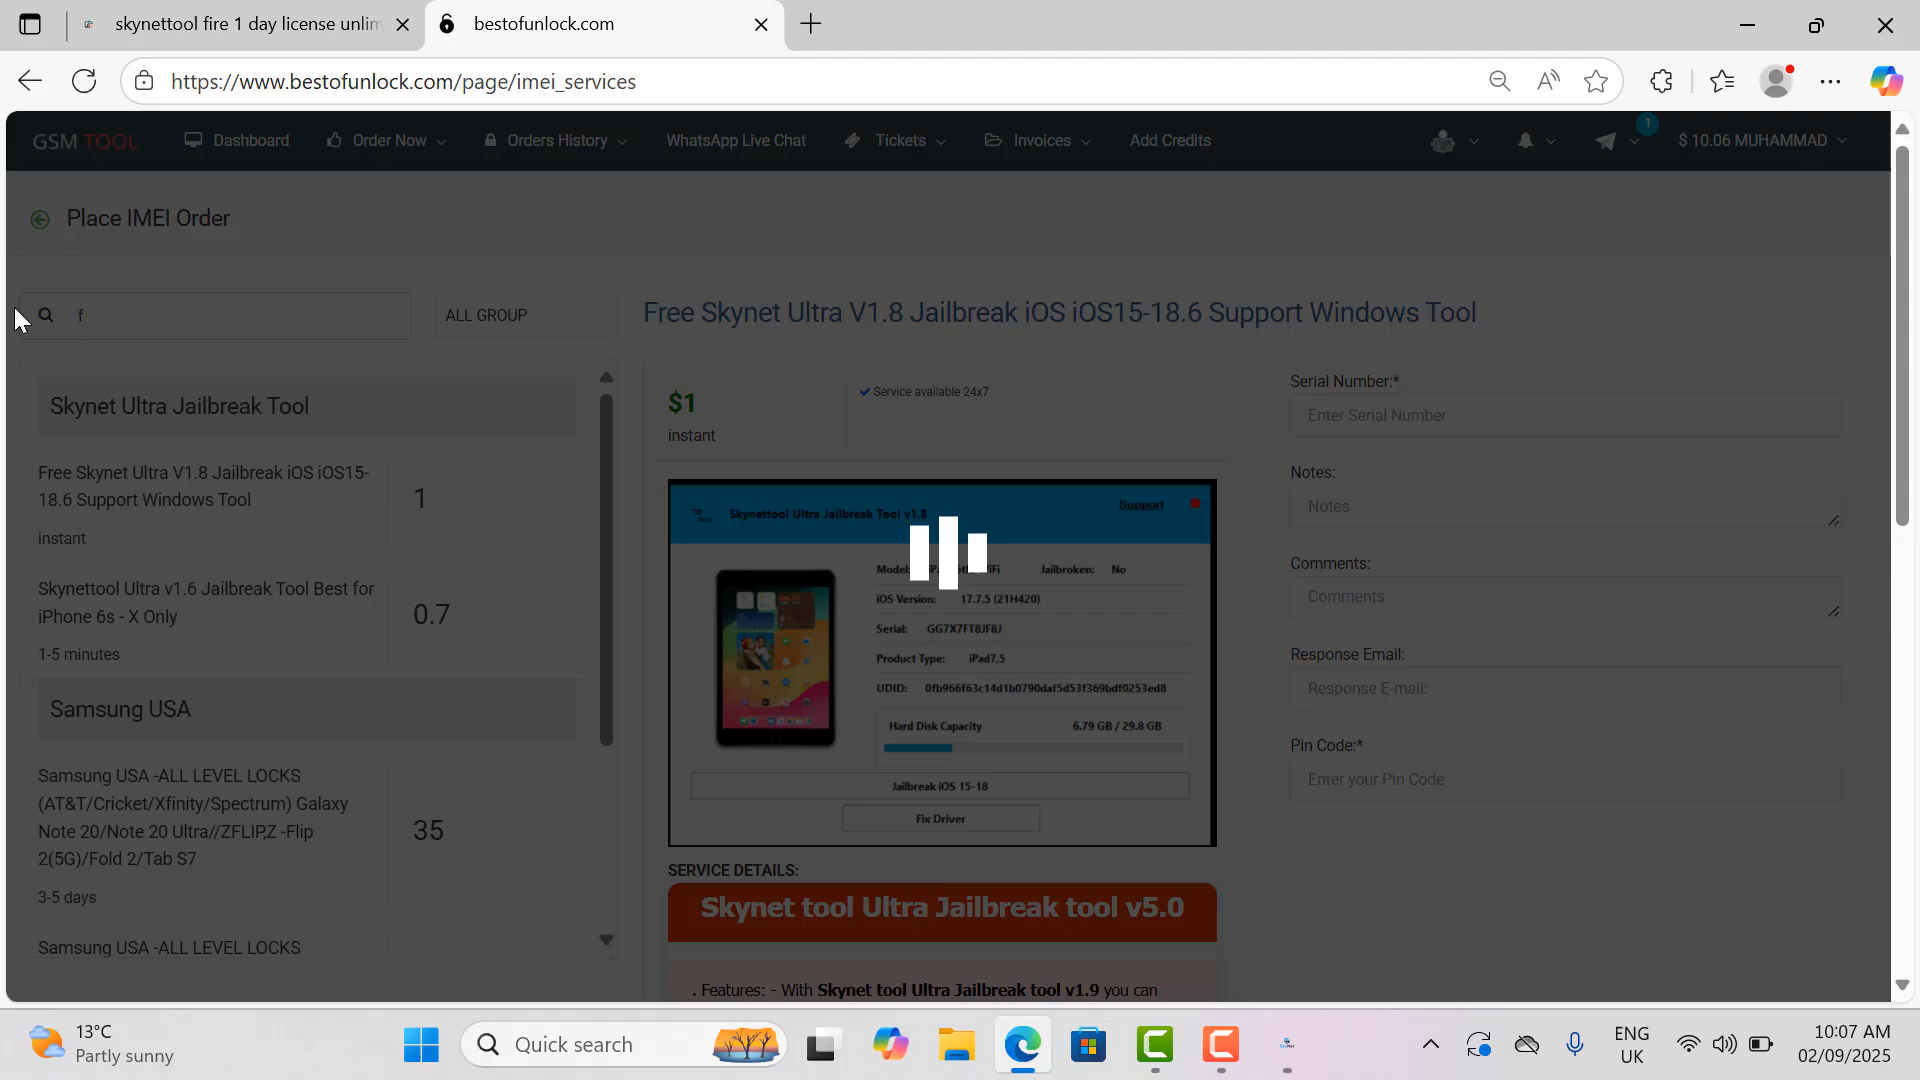 skynettool fire 1 day license unlim
bestofunlock.com
https://www.bestofunlock.com/page/imei_services
GSM TOOL
Dashboard
Order Now
Orders History
WhatsApp Live Chat
Tickets
Invoices
Add Credits
1
$ 10.06 MUHAMMAD
Place IMEI Order
f
ALL GROUP
Free Skynet Ultra V1.8 Jailbreak iOS iOS15-18.6 Support Windows Tool
Skynet Ultra Jailbreak Tool
Free Skynet Ultra V1.8 Jailbreak iOS iOS15-
18.6 Support Windows Tool
1
instant
Skynettool Ultra v1.6 Jailbreak Tool Best for
iPhone 6s - X Only
0.7
1-5 minutes
Samsung USA
Samsung USA -ALL LEVEL LOCKS
(AT&T/Cricket/Xfinity/Spectrum) Galaxy
Note 20/Note 20 Ultra//ZFLIP,Z -Flip
2(5G)/Fold 2/Tab S7
35
3-5 days
Samsung USA -ALL LEVEL LOCKS
$1
instant
Service available 24x7
Skynettool Ultra Jailbreak Tool v1.8
Support
Model:
Jailbroken: No
iOS Version: 17.7.5 (21H420)
Serial: GG7X7FT8JF8J
Product Type: iPad7.5
UDID: 0fb966f63c14d1b0790daf5d53f369bdf0253ed8
Hard Disk Capacity 6.79 GB / 29.8 GB
Jailbreak iOS 15-18
Fix Driver
SERVICE DETAILS:
Skynet tool Ultra Jailbreak tool v5.0
. Features: - With Skynet tool Ultra Jailbreak tool v1.9 you can
Serial Number:*
Enter Serial Number
Notes:
Notes
Comments:
Comments
Response Email:
Response E-mail:
Pin Code:*
Enter your Pin Code
13°C
Partly sunny
Quick search
ENG
UK
10:07 AM
02/09/2025